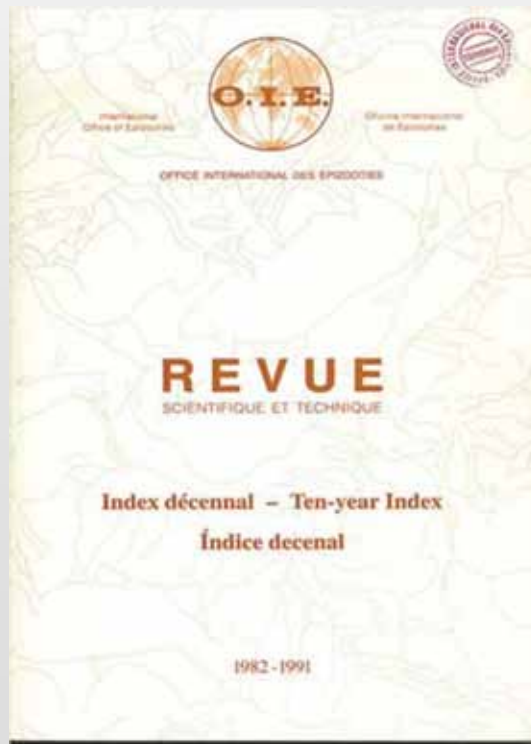 O.I.E.
International
Office of Epizootics
Oficina Internacional
de Epizootias
OFFICE INTERNATIONAL DES EPIZOOTIES
REVUE
SCIENTIFIQUE ET TECHNIQUE
Index décennal – Ten-year Index
Índice decenal
1982-1991